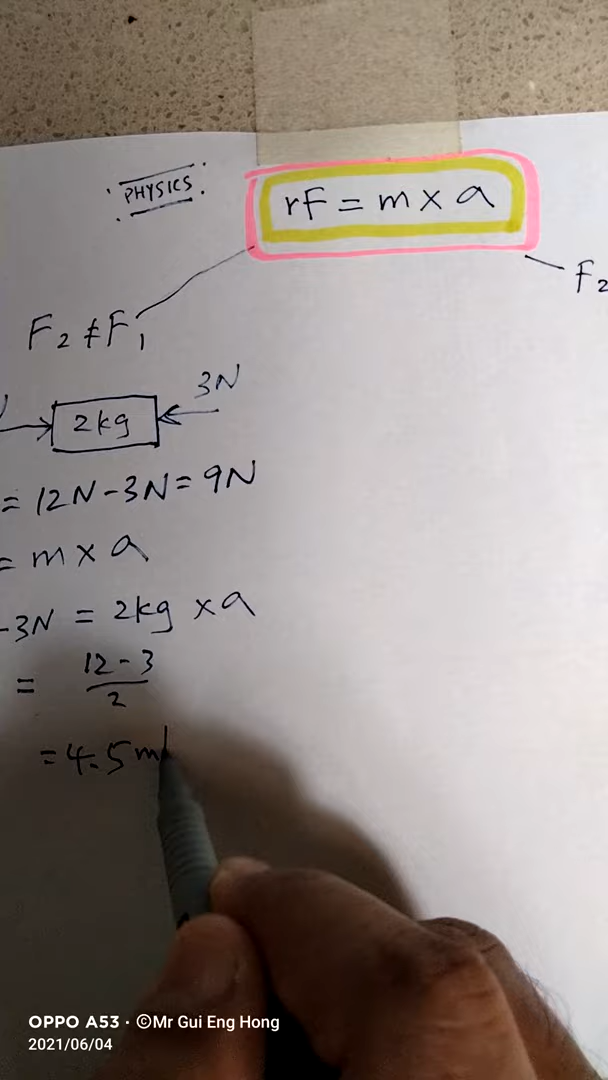 PHYSICS
rF = m × a
F₂
F₂ ≠ F₁
3N
2kg
= 12N - 3N = 9N
= m × a
-3N = 2kg × a
= 12 - 3
2
= 4.5 m
OPPO A53 · ©Mr Gui Eng Hong
2021/06/04